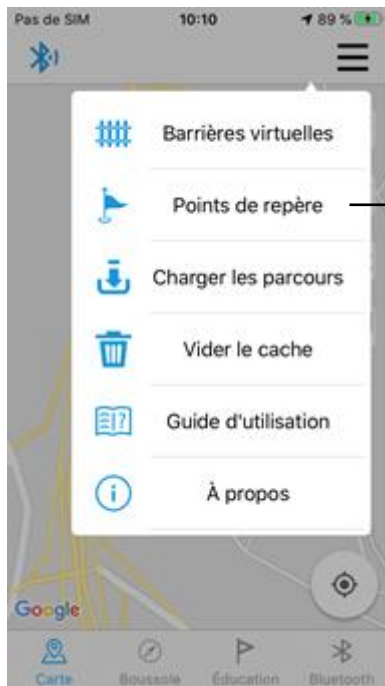 Pas de SIM 10:10 89 %
Barrières virtuelles
Points de repère
Charger les parcours
Vider le cache
Guide d'utilisation
À propos
Google
Carte Boussole Éducation Bluetooth